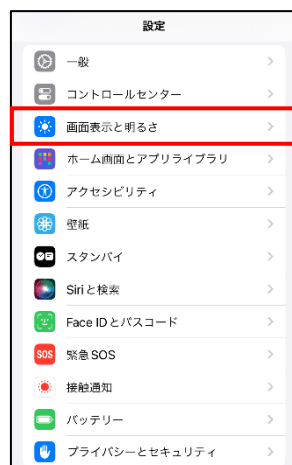 設定
一般
コントロールセンター
画面表示と明るさ
ホーム画面とアプリライブラリ
アクセシビリティ
壁紙
スタンバイ
Siriと検索
Face IDとパスコード
SOS 緊急SOS
接触通知
バッテリー
プライバシーとセキュリティ